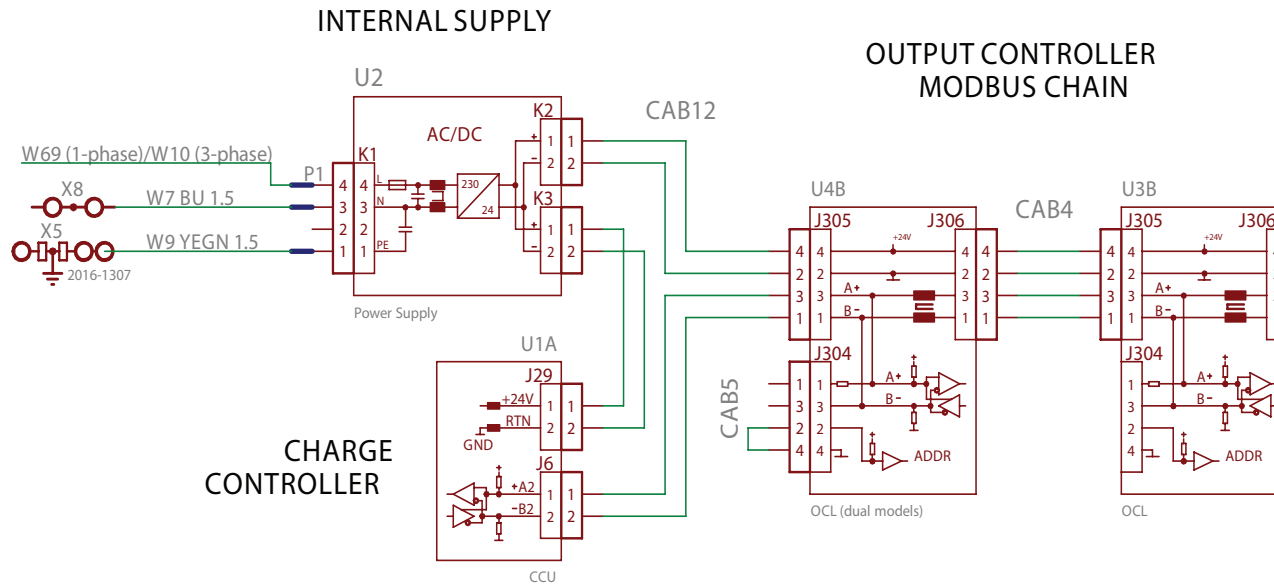 INTERNAL SUPPLY
OUTPUT CONTROLLER
MODBUS CHAIN
U2
K2
CAB12
AC/DC
+ 1 1
- 2 2
W69 (1-phase)/W10 (3-phase)
P1
K1
4 4 L
230
24
X8
W7 BU 1.5
3 3 N
K3
2 2
+ 1 1
X5
W9 YEGN 1.5
1 1 PE
- 2 2
2016-1307
Power Supply
U4B
CAB4
U3B
J305
J306
J305
J306
4 4
+24V
4 4
4 4
+24V
2 2
2 2
2 2
3 3 A+
3 3
3 3 A+
1 1 B-
1 1
1 1 B-
U1A
J304
J304
J29
1 1 A+
1 A+
+24V 1 1
3 3 B-
3 B-
RTN 2 2
GND
CAB5
2 2
2
4 4
ADDR
4
ADDR
CHARGE
CONTROLLER
J6
+A2 1 1
-B2 2 2
OCL (dual models)
OCL
CCU